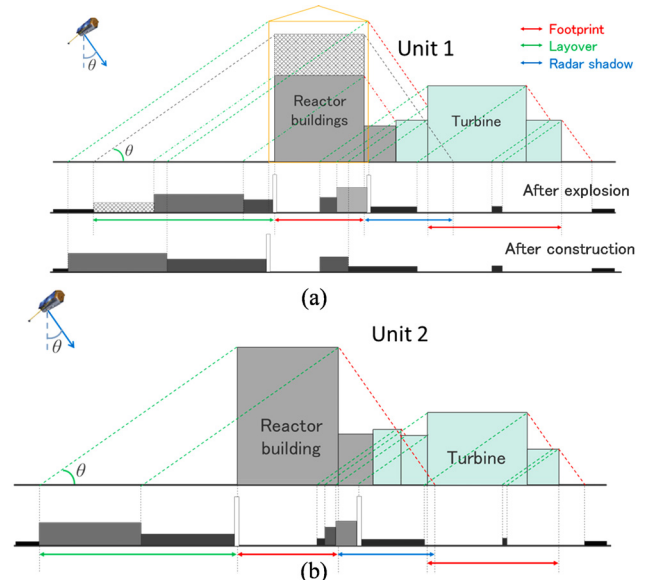 Unit 1
Footprint
Layover
Radar shadow
θ
Reactor
buildings
Turbine
θ
After explosion
After construction
(a)
θ
Unit 2
Reactor
building
Turbine
θ
(b)